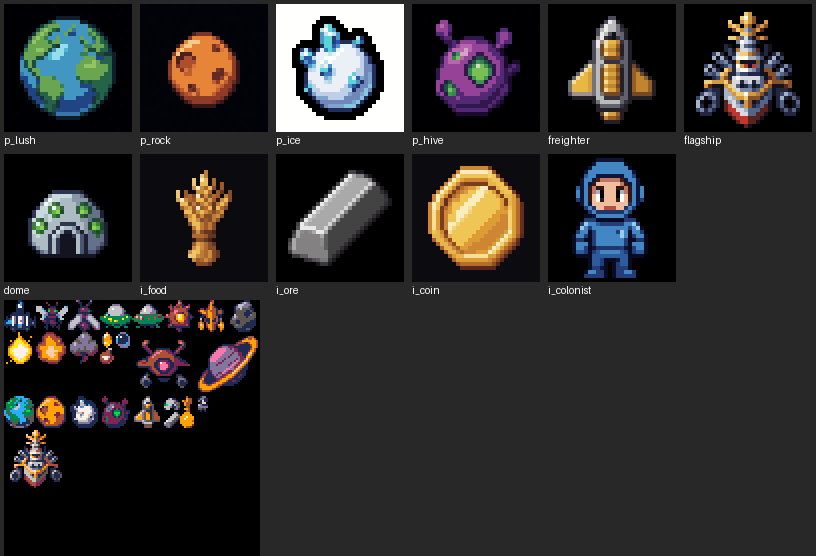 p_lush p_rock p_ice p_hive freighter flagship
dome i_food i_ore i_coin i_colonist